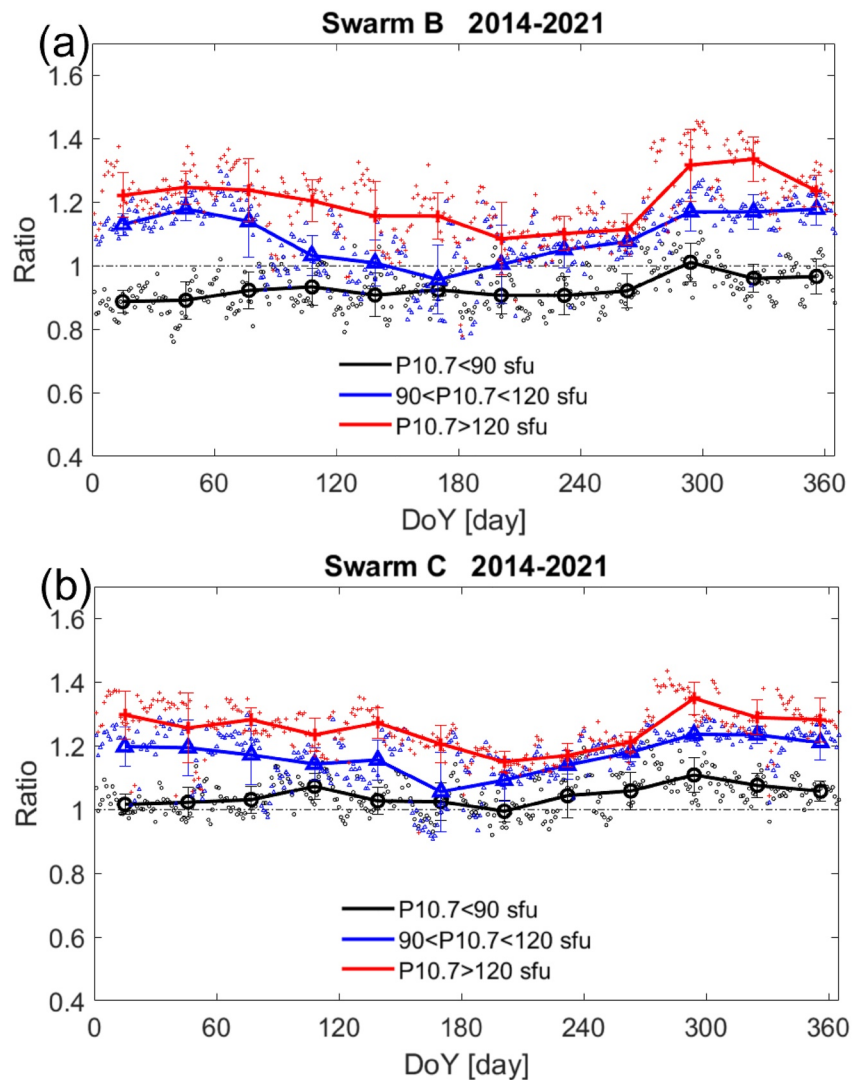 (a)
Swarm B 2014-2021
1.6
1.4
1.2
1
0.8
0.6
0.4
Ratio
P10.7<90 sfu
90<P10.7<120 sfu
P10.7>120 sfu
0 60 120 180 240 300 360
DoY [day]
(b)
Swarm C 2014-2021
1.6
1.4
1.2
1
0.8
0.6
0.4
Ratio
P10.7<90 sfu
90<P10.7<120 sfu
P10.7>120 sfu
0 60 120 180 240 300 360
DoY [day]